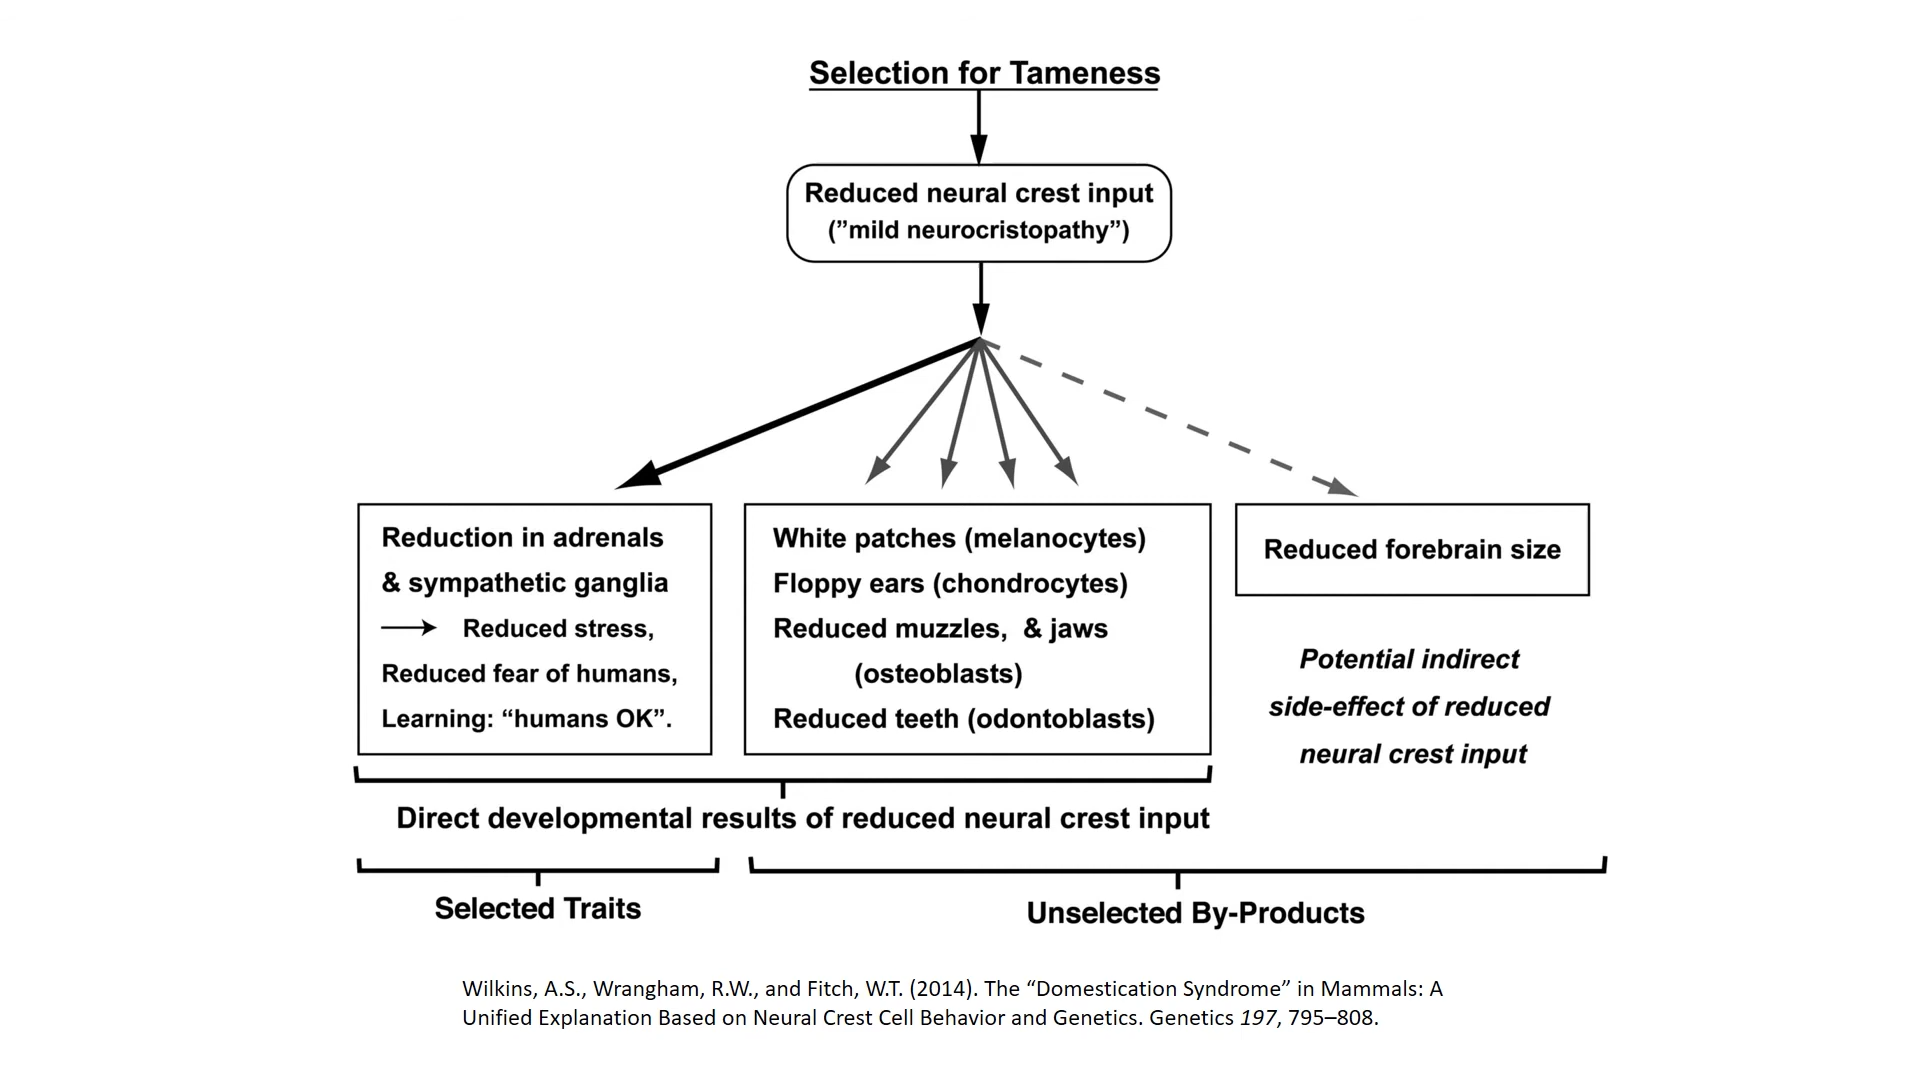 Selection for Tameness
Reduced neural crest input
(”mild neurocristopathy”)
Reduction in adrenals
& sympathetic ganglia
Reduced stress,
Reduced fear of humans,
Learning: “humans OK”.
White patches (melanocytes)
Floppy ears (chondrocytes)
Reduced muzzles, & jaws
(osteoblasts)
Reduced teeth (odontoblasts)
Reduced forebrain size
Potential indirect
side-effect of reduced
neural crest input
Direct developmental results of reduced neural crest input
Selected Traits
Unselected By-Products
Wilkins, A.S., Wrangham, R.W., and Fitch, W.T. (2014). The “Domestication Syndrome” in Mammals: A
Unified Explanation Based on Neural Crest Cell Behavior and Genetics. Genetics 197, 795–808.